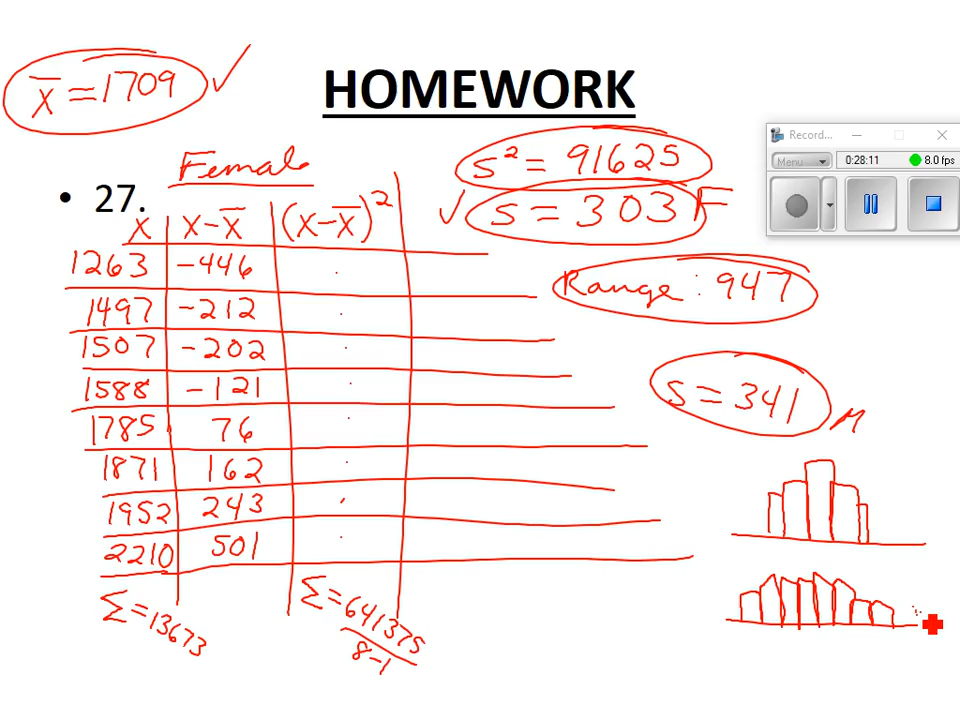 x̄ = 1709 ✓
HOMEWORK
Record...
Menu
0:28:11
8.0 fps
Female
s² = 91625
• 27.
✓ s = 303 F
x
x-x̄
(x-x̄)²
1263 -446
Range: 947
1497 -212
1507 -202
1588 -121
s = 341 M
1785 76
1871 162
1952 243
2210 501
Σ=13673
Σ=641375
8-1